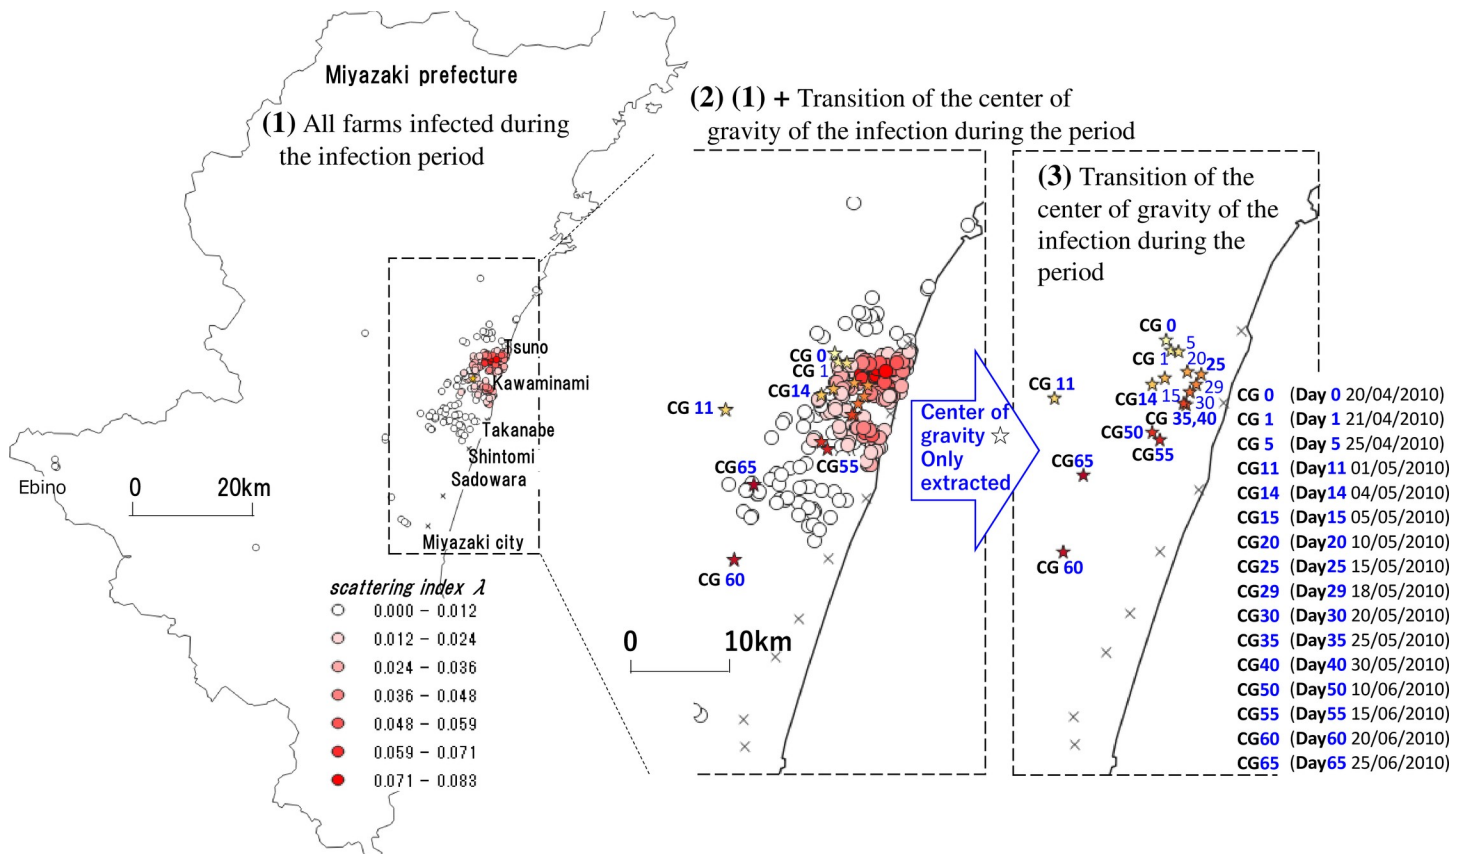 Miyazaki prefecture
(1) All farms infected during
the infection period
Tsuno
Kawaminami
Takanabe
Shintomi
Sadowara
Miyazaki city
Ebino
0 20km
scattering index λ
0.000 - 0.012
0.012 - 0.024
0.024 - 0.036
0.036 - 0.048
0.048 - 0.059
0.059 - 0.071
0.071 - 0.083
(2) (1) + Transition of the center of
gravity of the infection during the period
CG 0
CG 1
CG14
CG 11
CG65
CG55
CG 60
0 10km
Center of
gravity ☆
Only
extracted
(3) Transition of the
center of gravity of the
infection during the
period
CG 0
5
CG 1 20 25
CG 11
29
CG14 15 30
CG 35,40
CG50
CG55
CG65
CG 60
CG 0 (Day 0 20/04/2010)
CG 1 (Day 1 21/04/2010)
CG 5 (Day 5 25/04/2010)
CG11 (Day11 01/05/2010)
CG14 (Day14 04/05/2010)
CG15 (Day15 05/05/2010)
CG20 (Day20 10/05/2010)
CG25 (Day25 15/05/2010)
CG29 (Day29 18/05/2010)
CG30 (Day30 20/05/2010)
CG35 (Day35 25/05/2010)
CG40 (Day40 30/05/2010)
CG50 (Day50 10/06/2010)
CG55 (Day55 15/06/2010)
CG60 (Day60 20/06/2010)
CG65 (Day65 25/06/2010)